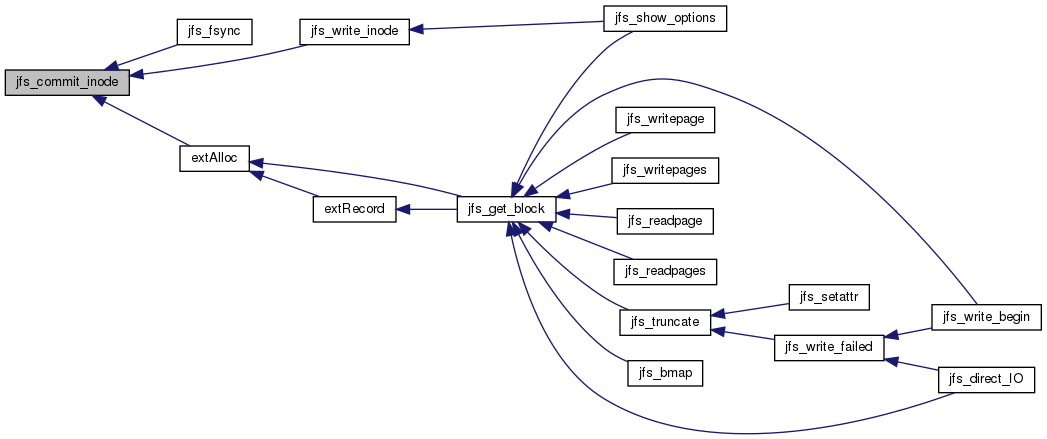 jfs_fsync
jfs_write_inode
jfs_show_options
jfs_commit_inode
extAlloc
extRecord
jfs_get_block
jfs_writepage
jfs_writepages
jfs_readpage
jfs_readpages
jfs_truncate
jfs_setattr
jfs_write_failed
jfs_write_begin
jfs_bmap
jfs_direct_IO